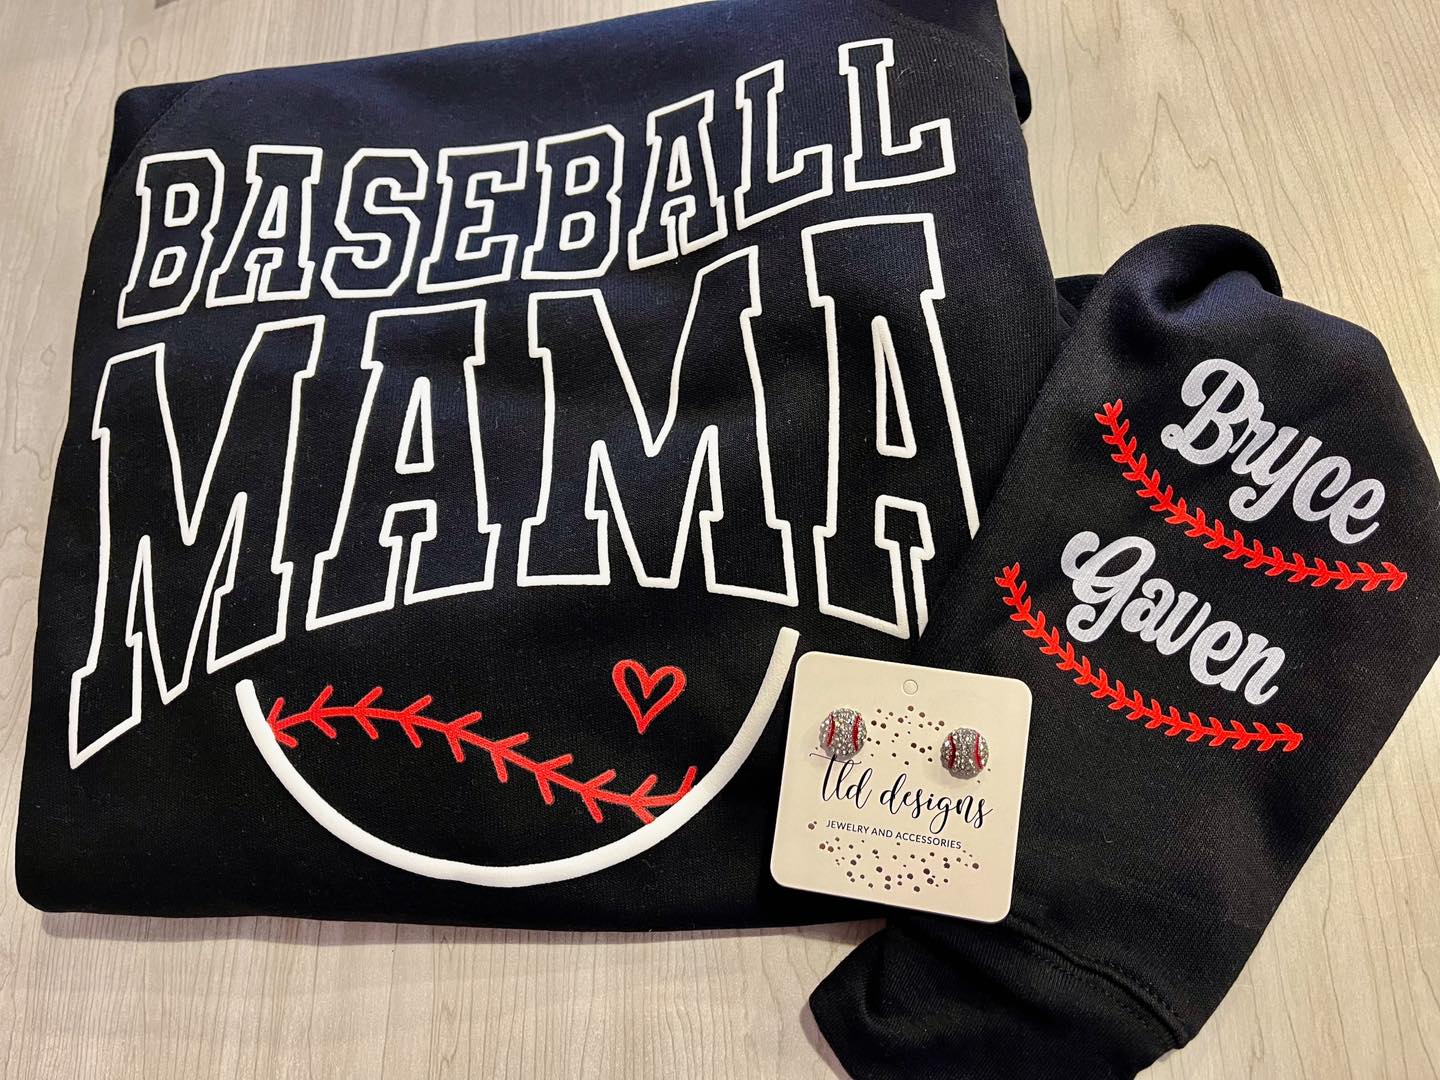 BASEBALL
MAMA
Bryce
Gaven
tld designs
JEWELRY AND ACCESSORIES